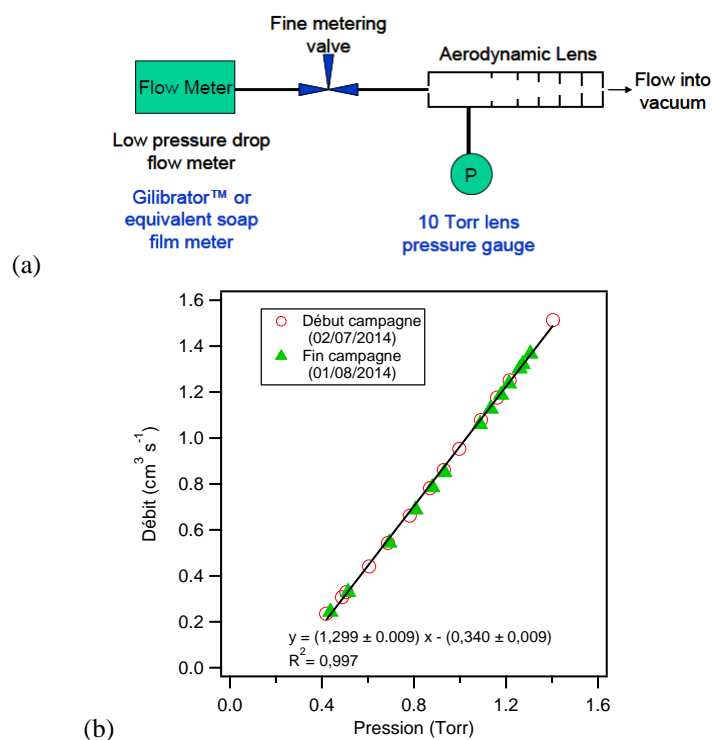 Fine metering
valve
Aerodynamic Lens
Flow Meter
Flow into
vacuum
Low pressure drop
flow meter
P
Gilibrator™ or
equivalent soap
film meter
10 Torr lens
pressure gauge
(a)
1.6
1.4
1.2
1.0
0.8
0.6
0.4
0.2
0.0
Débit (cm³ s⁻¹)
Début campagne
(02/07/2014)
Fin campagne
(01/08/2014)
y = (1,299 ± 0.009) x - (0,340 ± 0,009)
R²= 0,997
0.0 0.4 0.8 1.2 1.6
Pression (Torr)
(b)